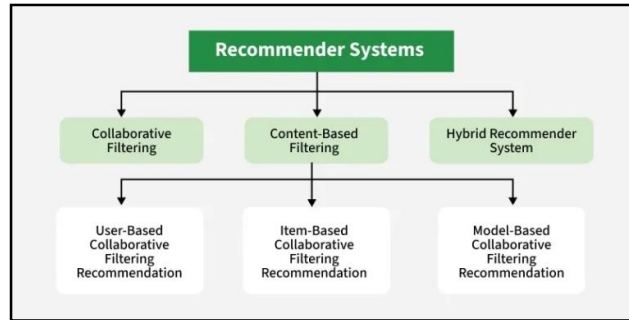 Recommender Systems
Collaborative
Filtering
Content-Based
Filtering
Hybrid Recommender
System
User-Based
Collaborative
Filtering
Recommendation
Item-Based
Collaborative
Filtering
Recommendation
Model-Based
Collaborative
Filtering
Recommendation